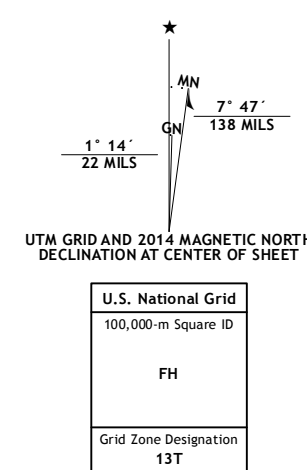 ★
MN
7° 47´
138 MILS
GN
1° 14´
22 MILS
UTM GRID AND 2014 MAGNETIC NORTH
DECLINATION AT CENTER OF SHEET
U.S. National Grid
100,000-m Square ID
FH
Grid Zone Designation
13T